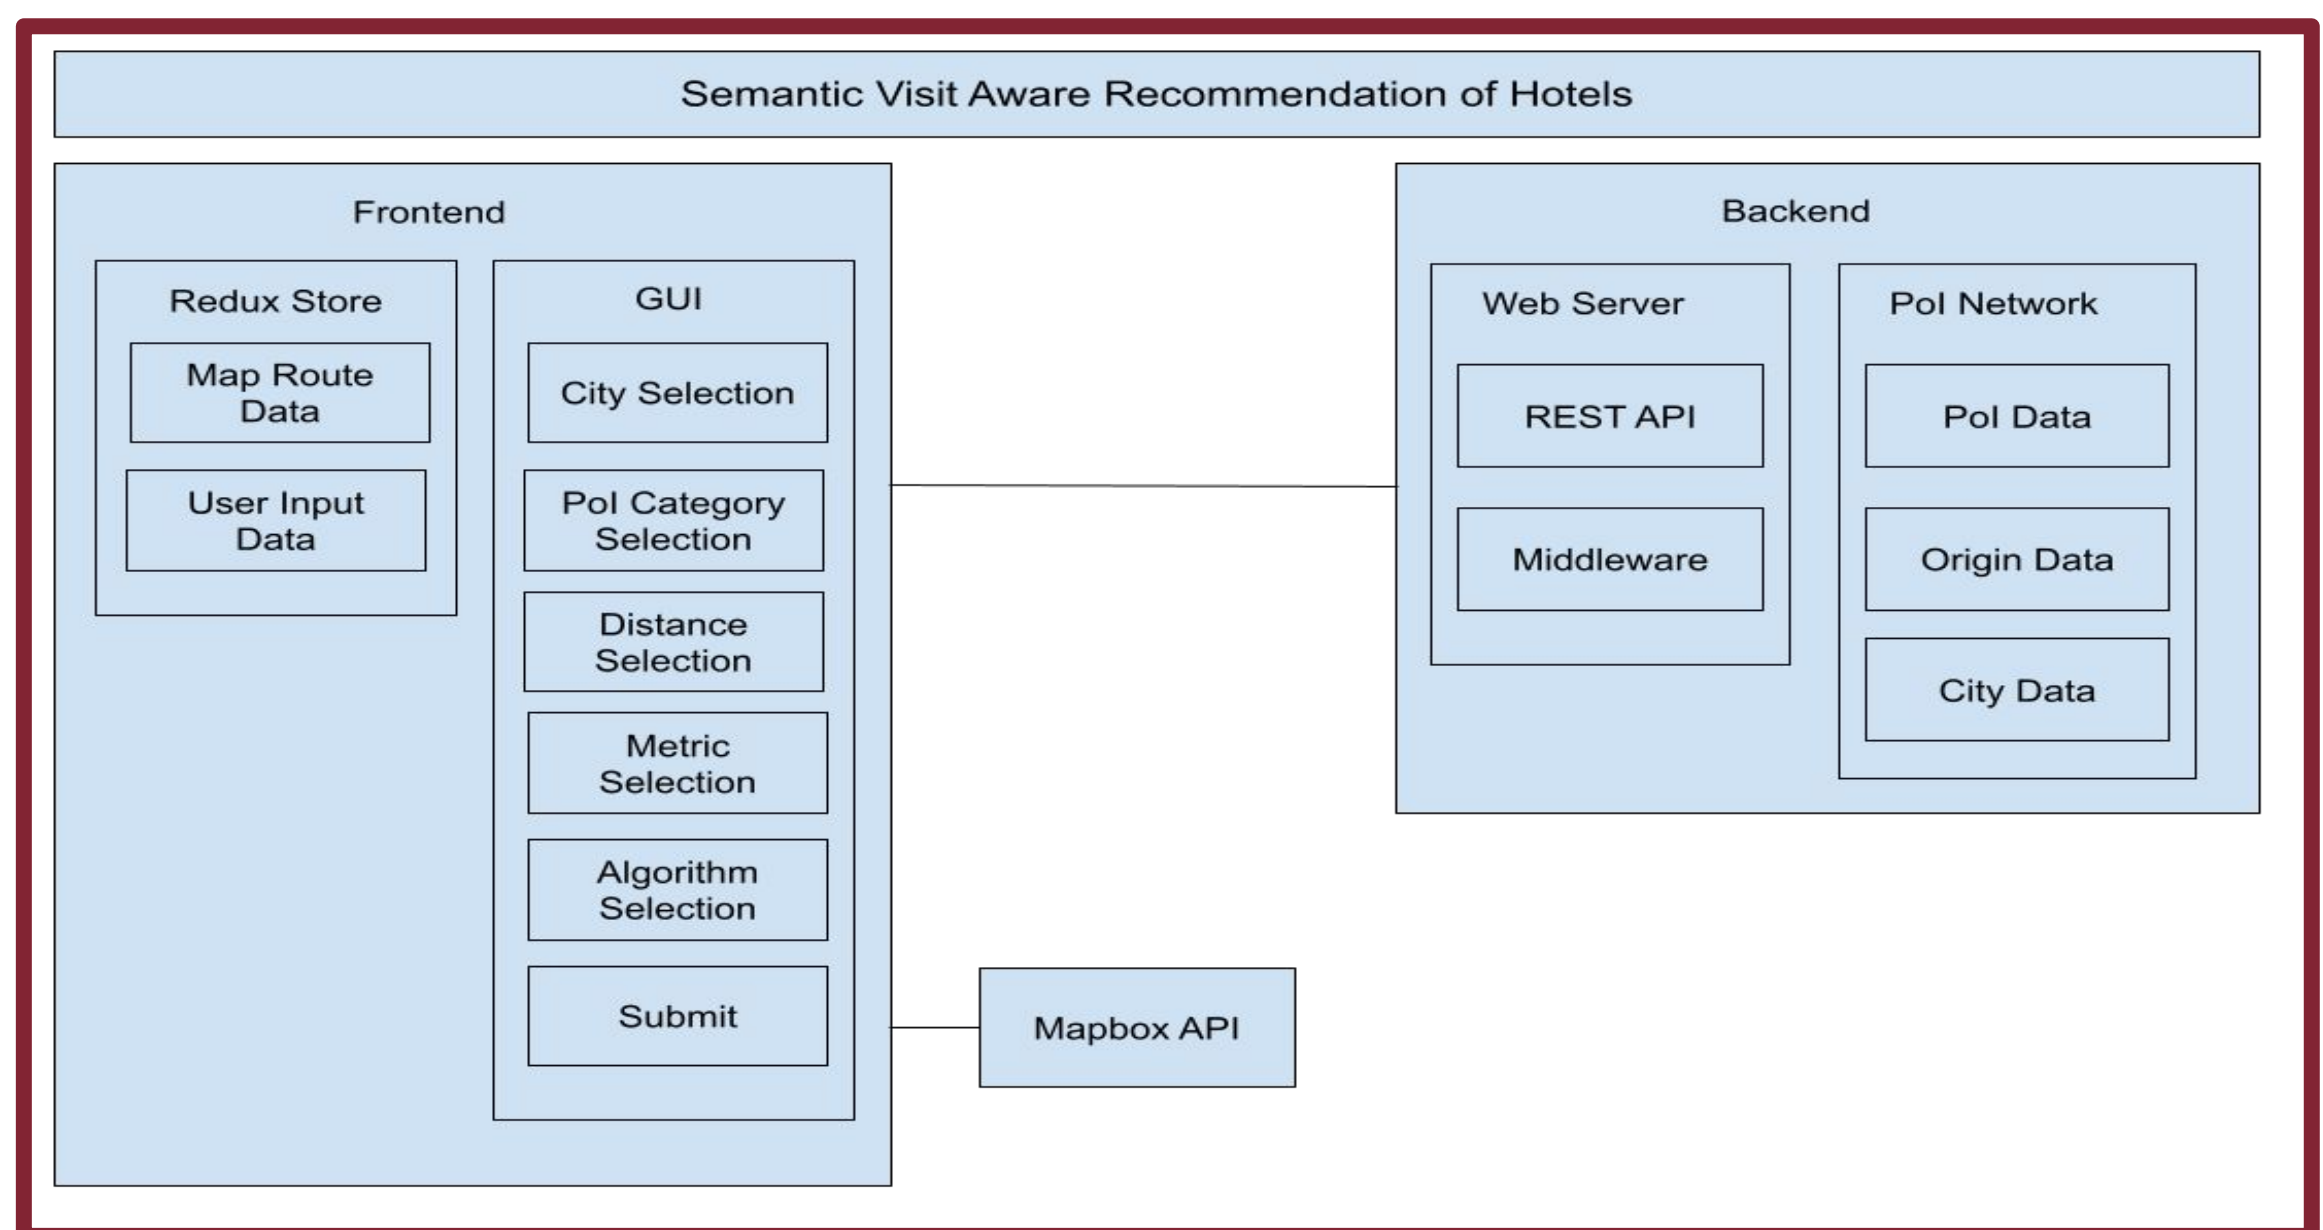 Semantic Visit Aware Recommendation of Hotels
Frontend
Redux Store
Map Route
Data
User Input
Data
GUI
City Selection
PoI Category
Selection
Distance
Selection
Metric
Selection
Algorithm
Selection
Submit
Mapbox API
Backend
Web Server
REST API
Middleware
PoI Network
PoI Data
Origin Data
City Data